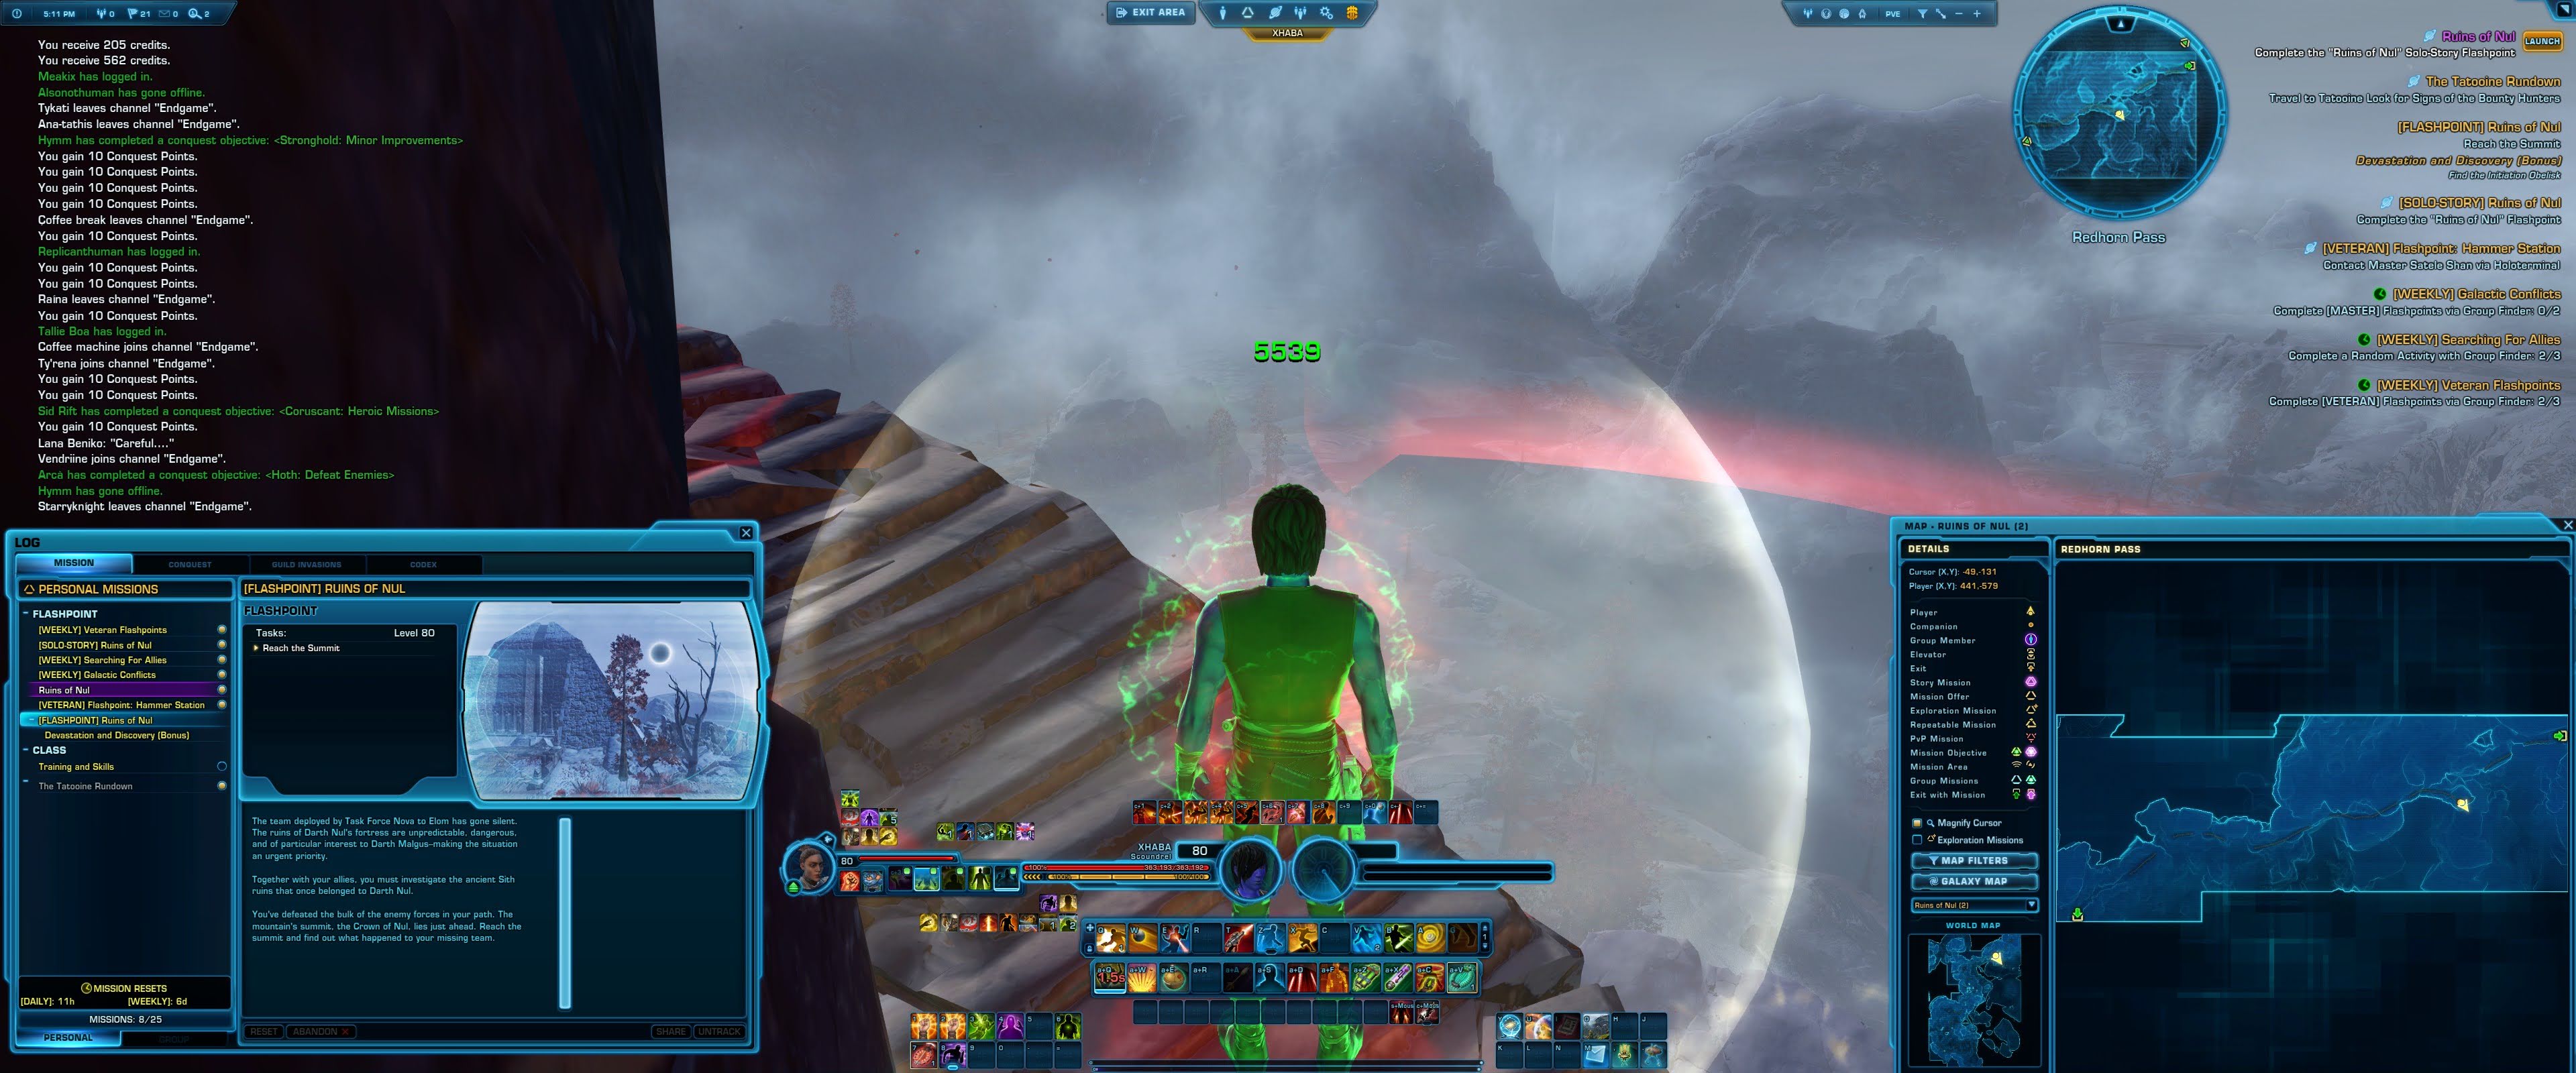 5:11 PM
0
21
0
2
EXIT AREA
XHABA
PVE
You receive 205 credits.
You receive 562 credits.
Meakix has logged in.
Alsonothuman has gone offline.
Tykati leaves channel "Endgame".
Ana-tathis leaves channel "Endgame".
Hymm has completed a conquest objective: <Stronghold: Minor Improvements>
You gain 10 Conquest Points.
You gain 10 Conquest Points.
You gain 10 Conquest Points.
You gain 10 Conquest Points.
Coffee break leaves channel "Endgame".
You gain 10 Conquest Points.
Replicanthuman has logged in.
You gain 10 Conquest Points.
You gain 10 Conquest Points.
Raina leaves channel "Endgame".
You gain 10 Conquest Points.
Tallie Boa has logged in.
Coffee machine joins channel "Endgame".
Ty'rena joins channel "Endgame".
You gain 10 Conquest Points.
You gain 10 Conquest Points.
Sid Rift has completed a conquest objective: <Coruscant: Heroic Missions>
You gain 10 Conquest Points.
Lana Beniko: "Careful...."
Vendriine joins channel "Endgame".
Arcà has completed a conquest objective: <Hoth: Defeat Enemies>
Hymm has gone offline.
Starryknight leaves channel "Endgame".
5539
Redhorn Pass
Ruins of Nul
LAUNCH
Complete the "Ruins of Nul" Solo-Story Flashpoint
The Tatooine Rundown
Travel to Tatooine Look for Signs of the Bounty Hunters
[FLASHPOINT] Ruins of Nul
Reach the Summit
Devastation and Discovery (Bonus)
Find the Initiation Obelisk
[SOLO-STORY] Ruins of Nul
Complete the "Ruins of Nul" Flashpoint
[VETERAN] Flashpoint: Hammer Station
Contact Master Satele Shan via Holoterminal
[WEEKLY] Galactic Conflicts
Complete [MASTER] Flashpoints via Group Finder: 0/2
[WEEKLY] Searching For Allies
Complete a Random Activity with Group Finder: 2/3
[WEEKLY] Veteran Flashpoints
Complete [VETERAN] Flashpoints via Group Finder: 2/3
LOG
MISSION
CONQUEST
GUILD INVASIONS
CODEX
PERSONAL MISSIONS
FLASHPOINT
[WEEKLY] Veteran Flashpoints
[SOLO-STORY] Ruins of Nul
[WEEKLY] Searching For Allies
[WEEKLY] Galactic Conflicts
Ruins of Nul
[VETERAN] Flashpoint: Hammer Station
[FLASHPOINT] Ruins of Nul
Devastation and Discovery (Bonus)
CLASS
Training and Skills
The Tatooine Rundown
MISSION RESETS
[DAILY]: 11h
[WEEKLY]: 6d
MISSIONS: 8/25
PERSONAL
[FLASHPOINT] RUINS OF NUL
FLASHPOINT
Tasks:
Level 80
Reach the Summit
The team deployed by Task Force Nova to Elom has gone silent.
The ruins of Darth Nul's fortress are unpredictable, dangerous,
and of particular interest to Darth Malgus–making the situation
an urgent priority.
Together with your allies, you must investigate the ancient Sith
ruins that once belonged to Darth Nul.
You've defeated the bulk of the enemy forces in your path. The
mountain's summit, the Crown of Nul, lies just ahead. Reach the
summit and find out what happened to your missing team.
RESET
ABANDON
SHARE
UNTRACK
80
XHABA
Scoundrel
80
100%
363,193/363,192
100%
100/100
MAP - RUINS OF NUL (2)
DETAILS
REDHORN PASS
Cursor (X,Y): -49,-131
Player (X,Y): 441,-579
Player
Companion
Group Member
Elevator
Exit
Story Mission
Mission Offer
Exploration Mission
Repeatable Mission
PvP Mission
Mission Objective
Mission Area
Group Missions
Exit with Mission
Magnify Cursor
Exploration Missions
MAP FILTERS
GALAXY MAP
Ruins of Nul (2)
WORLD MAP